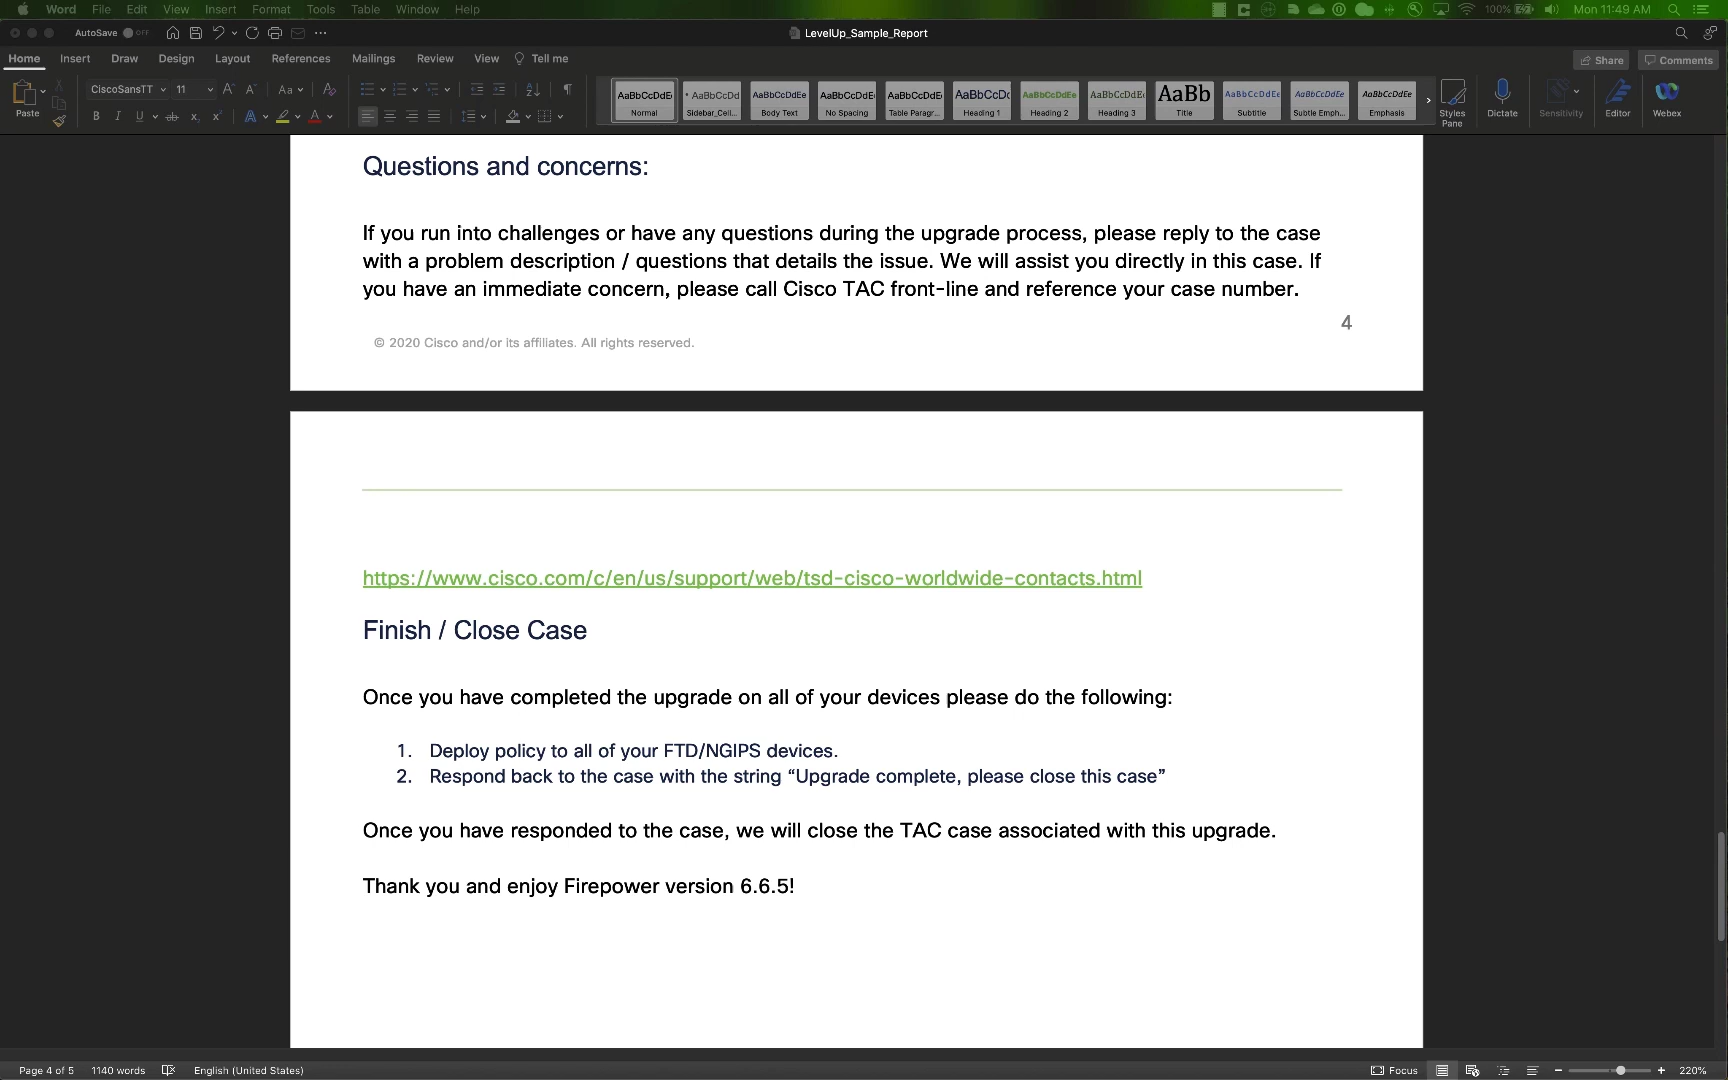 Word File Edit View Insert Format Tools Table Window Help 100% Mon 11:49 AM
AutoSave OFF LevelUp_Sample_Report
Home Insert Draw Design Layout References Mailings Review View Tell me Share Comments
Paste CiscoSansTT 11 Aa
AaBbCcDdEe AaBbCcDd AaBbCcDdEe AaBbCcDdEe AaBbCcDdEe AaBbCcDc AaBbCcDdEe AaBbCcDdEe AaBb AaBbCcDdEe AaBbCcDdEe AaBbCcDdEe
Normal Sidebar_Cell... Body Text No Spacing Table Paragr... Heading 1 Heading 2 Heading 3 Title Subtitle Subtle Emph... Emphasis
Styles Pane Dictate Sensitivity Editor Webex
Questions and concerns:
If you run into challenges or have any questions during the upgrade process, please reply to the case
with a problem description / questions that details the issue. We will assist you directly in this case. If
you have an immediate concern, please call Cisco TAC front-line and reference your case number.
4
© 2020 Cisco and/or its affiliates. All rights reserved.
https://www.cisco.com/c/en/us/support/web/tsd-cisco-worldwide-contacts.html
Finish / Close Case
Once you have completed the upgrade on all of your devices please do the following:
1. Deploy policy to all of your FTD/NGIPS devices.
2. Respond back to the case with the string “Upgrade complete, please close this case”
Once you have responded to the case, we will close the TAC case associated with this upgrade.
Thank you and enjoy Firepower version 6.6.5!
Page 4 of 5 1140 words English (United States) Focus 220%